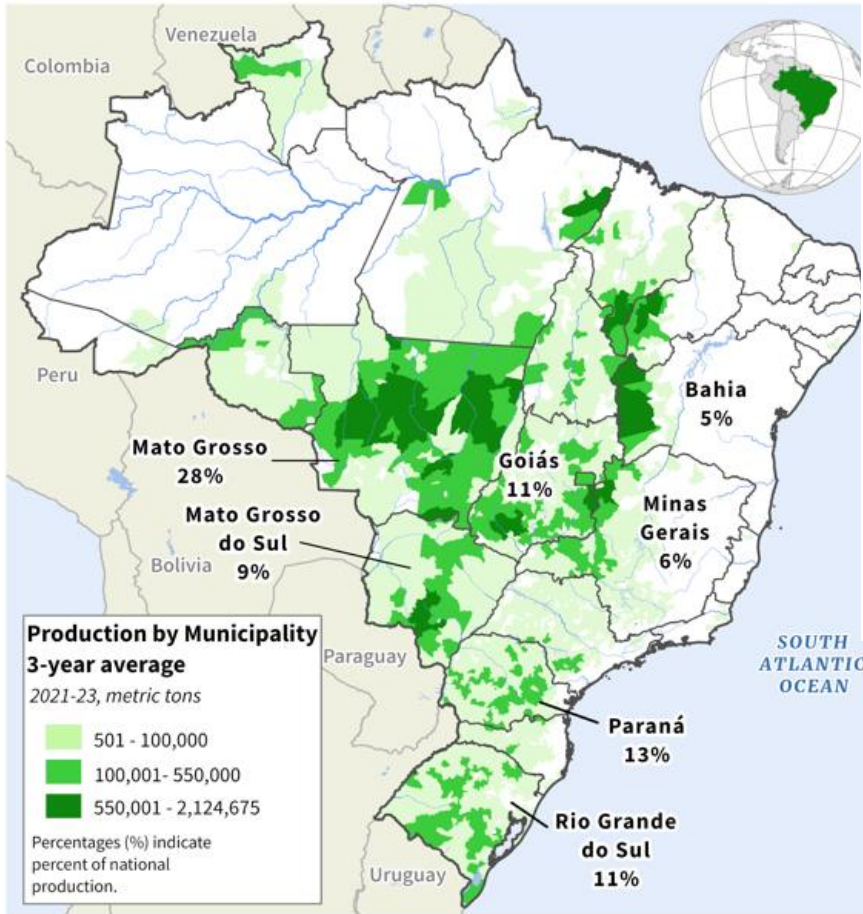 Venezuela
Colombia
Peru
Bahia
5%
Mato Grosso
28%
Goiás
11%
Mato Grosso
do Sul
9%
Minas
Gerais
6%
Bolivia
Production by Municipality
3-year average
2021-23, metric tons
501 - 100,000
100,001- 550,000
550,001 - 2,124,675
Percentages (%) indicate
percent of national
production.
Paraguay
SOUTH
ATLANTIC
OCEAN
Paraná
13%
Rio Grande
do Sul
11%
Uruguay